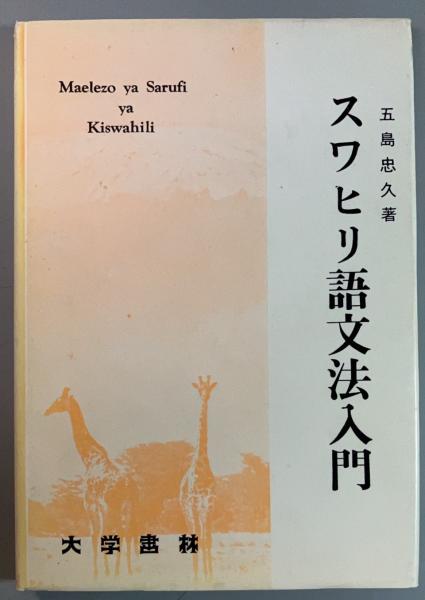 Maelezo ya Sarufi
ya
Kiswahili
スワヒリ語文法入門
五島忠久著
大学書林